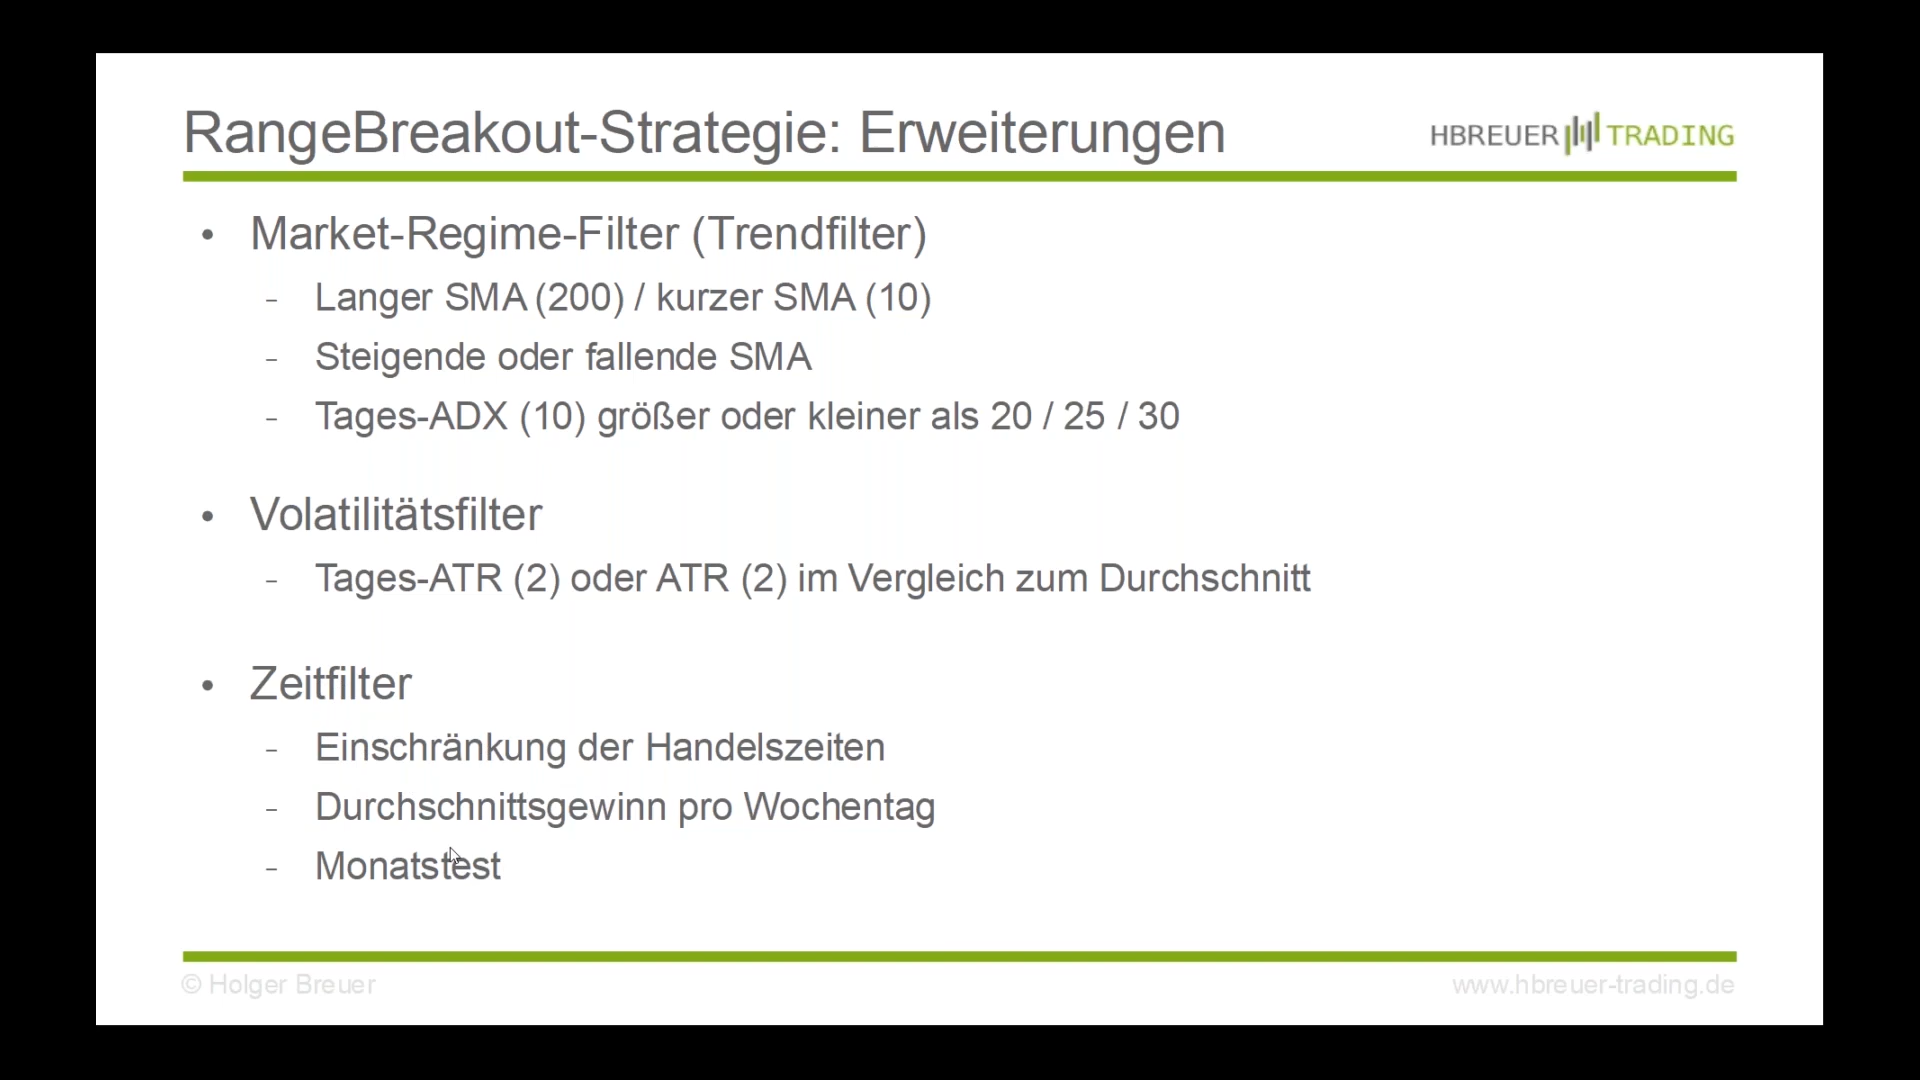 RangeBreakout-Strategie: Erweiterungen
HBREUER TRADING
• Market-Regime-Filter (Trendfilter)
- Langer SMA (200) / kurzer SMA (10)
- Steigende oder fallende SMA
- Tages-ADX (10) größer oder kleiner als 20 / 25 / 30
• Volatilitätsfilter
- Tages-ATR (2) oder ATR (2) im Vergleich zum Durchschnitt
• Zeitfilter
- Einschränkung der Handelszeiten
- Durchschnittsgewinn pro Wochentag
- Monatstest
© Holger Breuer
www.hbreuer-trading.de